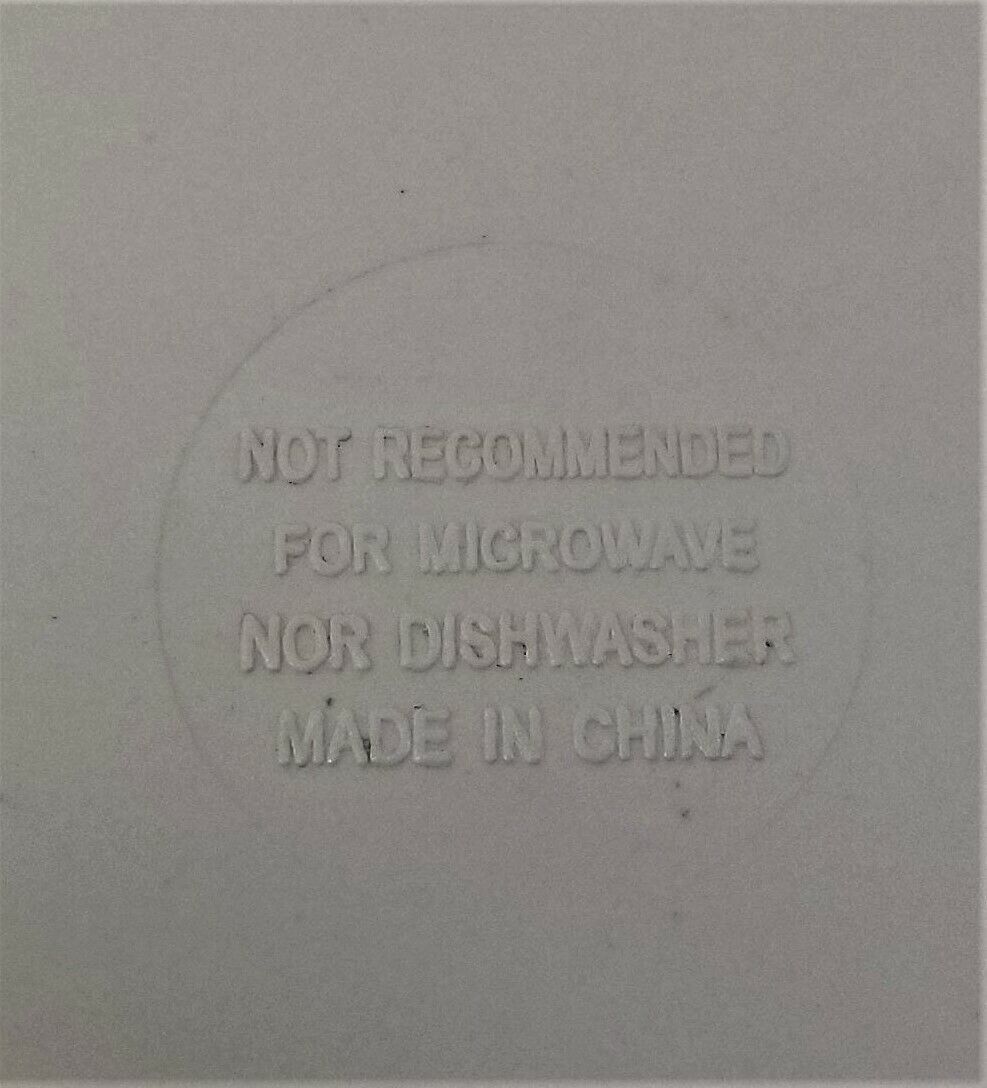 NOT RECOMMENDED
FOR MICROWAVE
NOR DISHWASHER
MADE IN CHINA